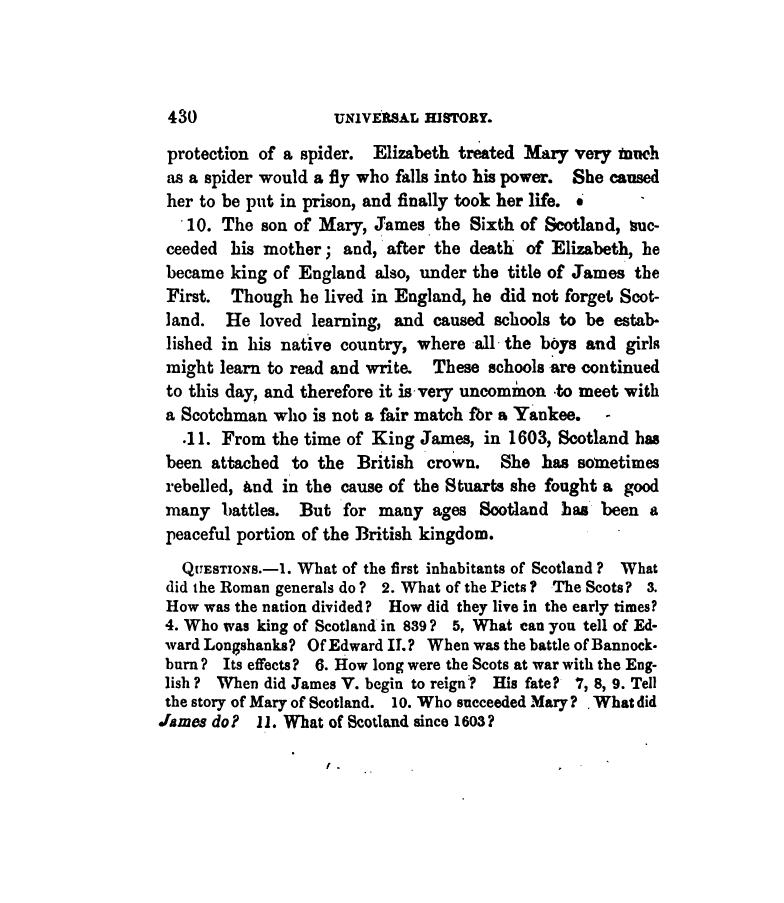 430 UNIVERSAL HISTORY.
protection of a spider. Elizabeth treated Mary very much
as a spider would a fly who falls into his power. She caused
her to be put in prison, and finally took her life.
10. The son of Mary, James the Sixth of Scotland, suc-
ceeded his mother; and, after the death of Elizabeth, he
became king of England also, under the title of James the
First. Though he lived in England, he did not forget Scot-
land. He loved learning, and caused schools to be estab-
lished in his native country, where all the boys and girls
might learn to read and write. These schools are continued
to this day, and therefore it is very uncommon to meet with
a Scotchman who is not a fair match for a Yankee.
11. From the time of King James, in 1603, Scotland has
been attached to the British crown. She has sometimes
rebelled, and in the cause of the Stuarts she fought a good
many battles. But for many ages Scotland has been a
peaceful portion of the British kingdom.
QUESTIONS.—1. What of the first inhabitants of Scotland? What
did the Roman generals do? 2. What of the Picts? The Scots? 3.
How was the nation divided? How did they live in the early times?
4. Who was king of Scotland in 839? 5. What can you tell of Ed-
ward Longshanks? Of Edward II.? When was the battle of Bannock-
burn? Its effects? 6. How long were the Scots at war with the Eng-
lish? When did James V. begin to reign? His fate? 7, 8, 9. Tell
the story of Mary of Scotland. 10. Who succeeded Mary? What did
James do? 11. What of Scotland since 1603?